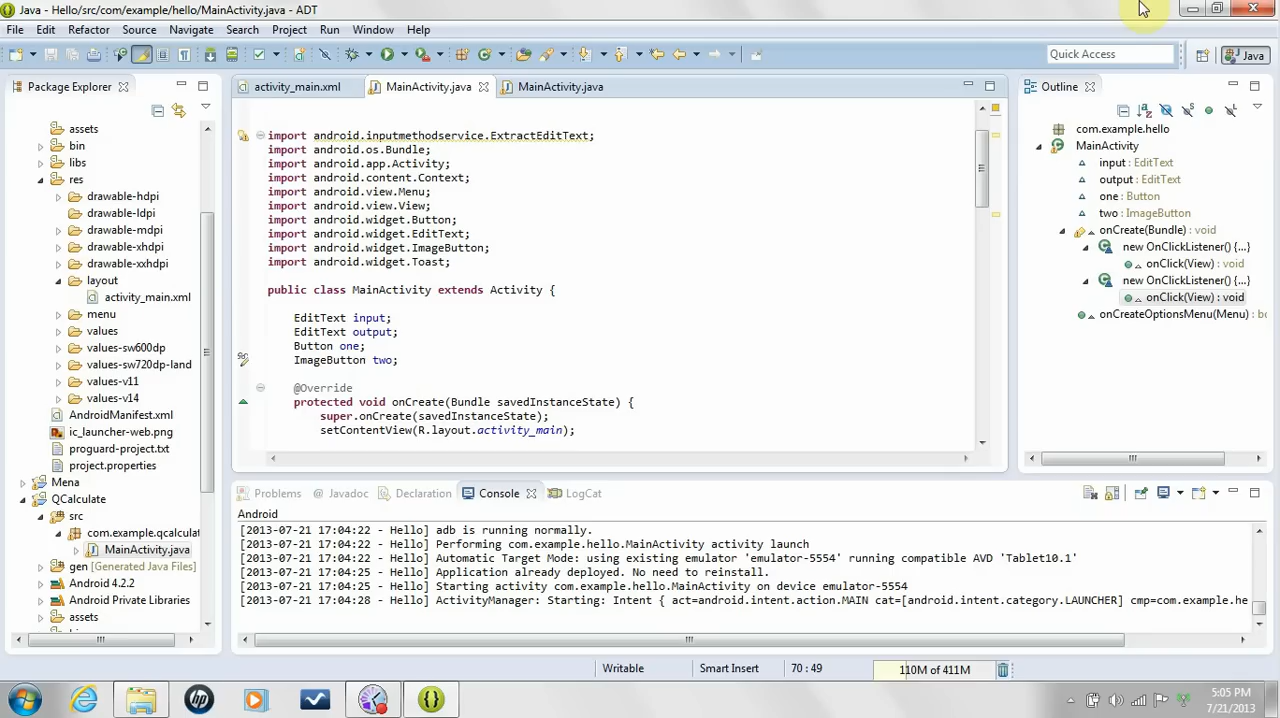 Java - Hello/src/com/example/hello/MainActivity.java - ADT
File Edit Refactor Source Navigate Search Project Run Window Help
Quick Access
Java
Package Explorer
assets
bin
libs
res
drawable-hdpi
drawable-ldpi
drawable-mdpi
drawable-xhdpi
drawable-xxhdpi
layout
activity_main.xml
menu
values
values-sw600dp
values-sw720dp-land
values-v11
values-v14
AndroidManifest.xml
ic_launcher-web.png
proguard-project.txt
project.properties
Mena
QCalculate
src
com.example.qcalculat
MainActivity.java
gen [Generated Java Files]
Android 4.2.2
Android Private Libraries
assets
activity_main.xml MainActivity.java MainActivity.java
import android.inputmethodservice.ExtractEditText;
import android.os.Bundle;
import android.app.Activity;
import android.content.Context;
import android.view.Menu;
import android.view.View;
import android.widget.Button;
import android.widget.EditText;
import android.widget.ImageButton;
import android.widget.Toast;
public class MainActivity extends Activity {
EditText input;
EditText output;
Button one;
ImageButton two;
@Override
protected void onCreate(Bundle savedInstanceState) {
super.onCreate(savedInstanceState);
setContentView(R.layout.activity_main);
Outline
com.example.hello
MainActivity
input : EditText
output : EditText
one : Button
two : ImageButton
onCreate(Bundle) : void
new OnClickListener() {...}
onClick(View) : void
new OnClickListener() {...}
onClick(View) : void
onCreateOptionsMenu(Menu) : bo
Problems Javadoc Declaration Console LogCat
Android
[2013-07-21 17:04:22 - Hello] adb is running normally.
[2013-07-21 17:04:22 - Hello] Performing com.example.hello.MainActivity activity launch
[2013-07-21 17:04:22 - Hello] Automatic Target Mode: using existing emulator 'emulator-5554' running compatible AVD 'Tablet10.1'
[2013-07-21 17:04:25 - Hello] Application already deployed. No need to reinstall.
[2013-07-21 17:04:25 - Hello] Starting activity com.example.hello.MainActivity on device emulator-5554
[2013-07-21 17:04:28 - Hello] ActivityManager: Starting: Intent { act=android.intent.action.MAIN cat=[android.intent.category.LAUNCHER] cmp=com.example.he
Writable Smart Insert 70 : 49 110M of 411M
hp
5:05 PM
7/21/2013